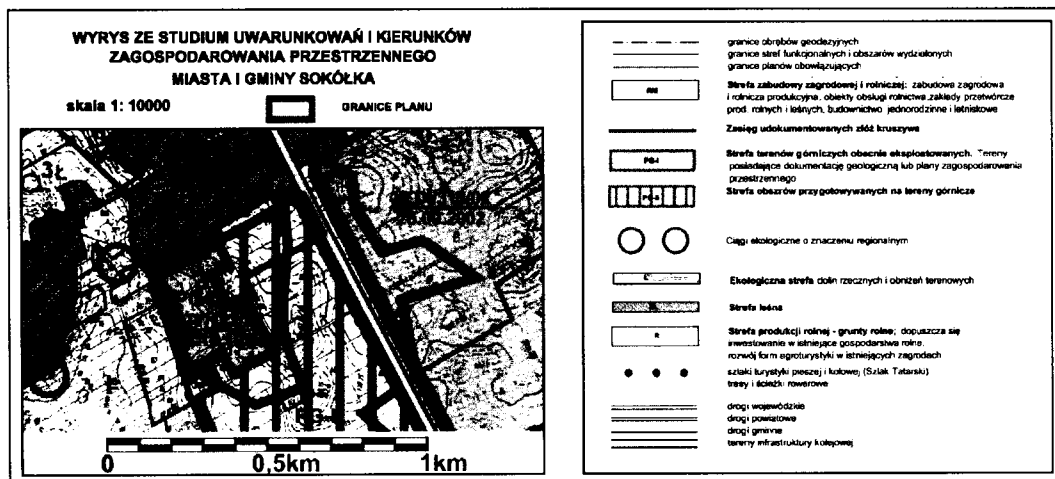 WYRYS ZE STUDIUM UWARUNKOWAŃ I KIERUNKÓW
ZAGOSPODAROWANIA PRZESTRZENNEGO
MIASTA I GMINY SOKÓŁKA
skala 1: 10000
GRANICE PLANU
3Ł
0 0,5km 1km
granice obrębów geodezyjnych
granice stref funkcjonalnych i obszarów wydzielonych
granice planów obowiązujących
RM
Strefa zabudowy zagrodowej i rolniczej: zabudowa zagrodowa
i rolnicza produkcyjna, obiekty obsługi rolnictwa, zakłady przetwórcze
prod. rolnych i leśnych, budownictwo jednorodzinne i letniskowe
Zasięg udokumentowanych złóż kruszywa
PG-I
Strefa terenów górniczych obecnie eksploatowanych. Tereny
posiadające dokumentację geologiczną lub plany zagospodarowania
przestrzennego
Strefa obszrów przygotowywanych na tereny górnicze
Ciągi ekologiczne o znaczeniu regionalnym
Ekologiczna strefa dolin rzecznych i obniżeń terenowych
Strefa leśna
R
Strefa produkcji rolnej - grunty rolne; dopuszcza się
inwestowanie w istniejące gospodarstwa rolne,
rozwój form agroturystyki w istniejących zagrodach
szlaki turystyki pieszej i kołowej (Szlak Tatarski)
trasy i ścieżki rowerowe
drogi wojewódzkie
drogi powiatowe
drogi gminne
tereny infrastruktury kolejowej